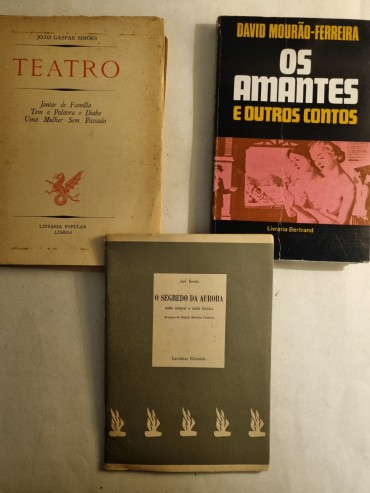 JOÃO GASPAR SIMÕES
TEATRO
Jantar de Família
Tem a Palavra o Diabo
Uma Mulher Sem Passado
LIVRARIA POPULAR
LISBOA
DAVID MOURÃO-FERREIRA
OS
AMANTES
E OUTROS CONTOS
Livraria Bertrand
O SEGREDO DA AURORA